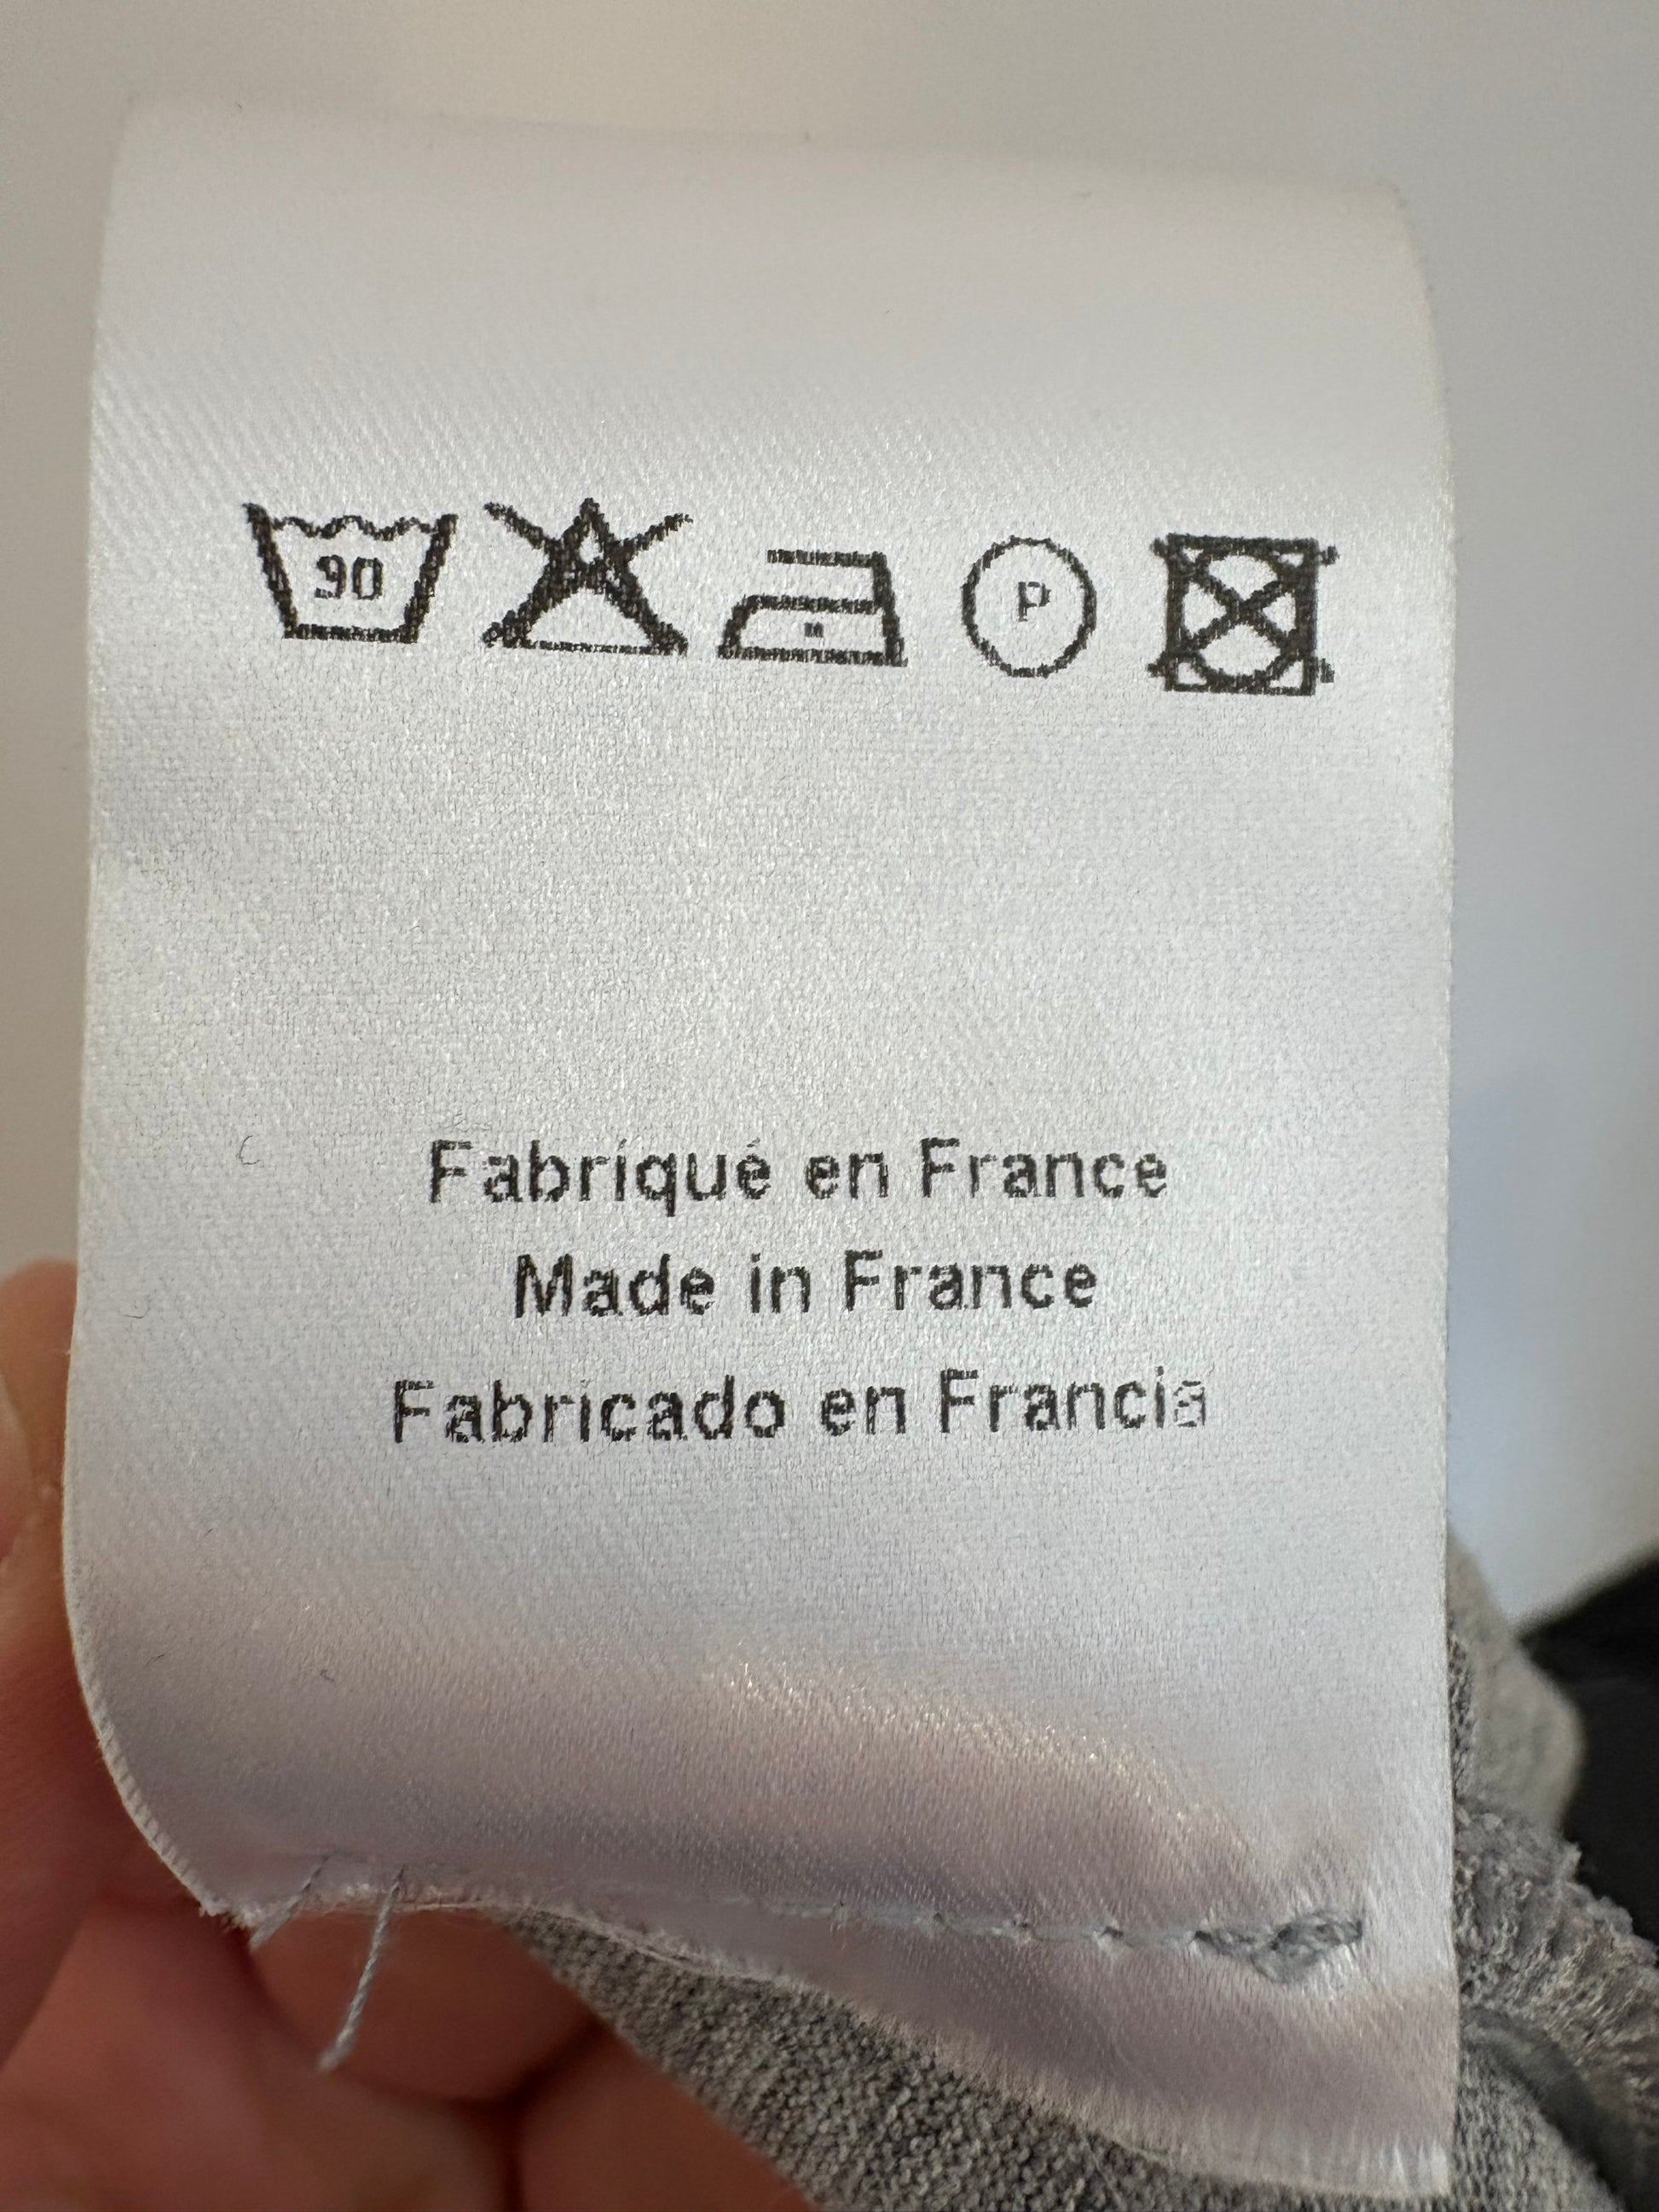 90 P
Fabriqué en France
Made in France
Fabricado en Francia